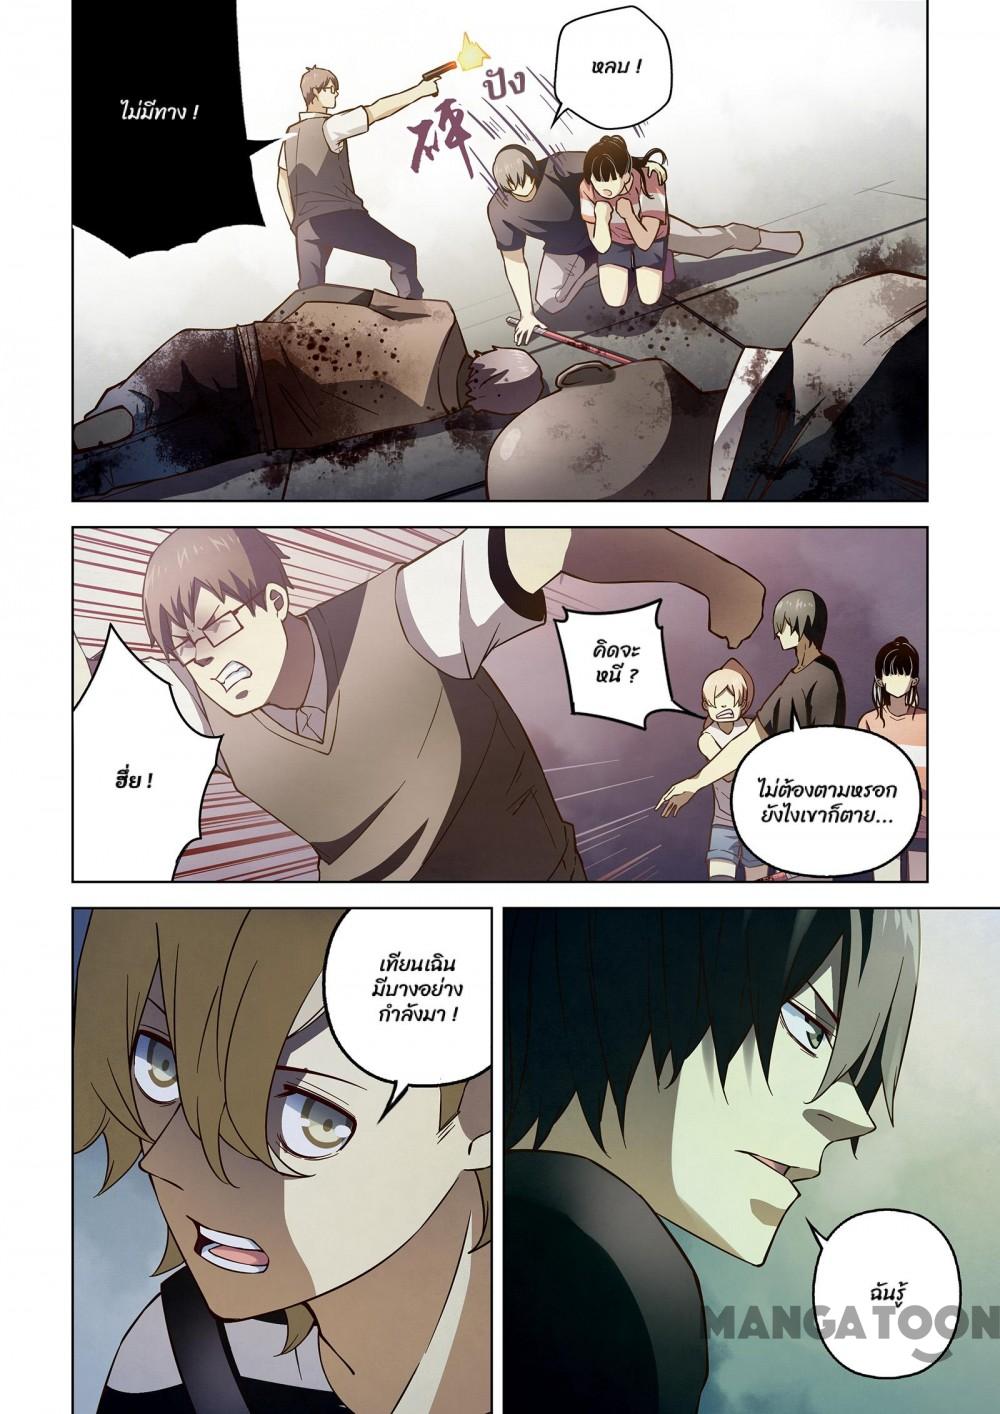 ไม่มีทาง !
ปัง
砰
หลบ !
ฮึ่ย !
คิดจะ
หนี ?
ไม่ต้องตามหรอก
ยังไงเขาก็ตาย...
เทียนเฉิน
มีบางอย่าง
กำลังมา !
ฉันรู้
MANGATOON